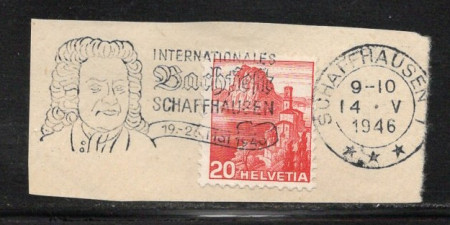 INTERNATIONALES
Bachfest
SCHAFFHAUSEN
20 HELVETIA
SCHAFFHAUSEN
9-10
14 · V
1946